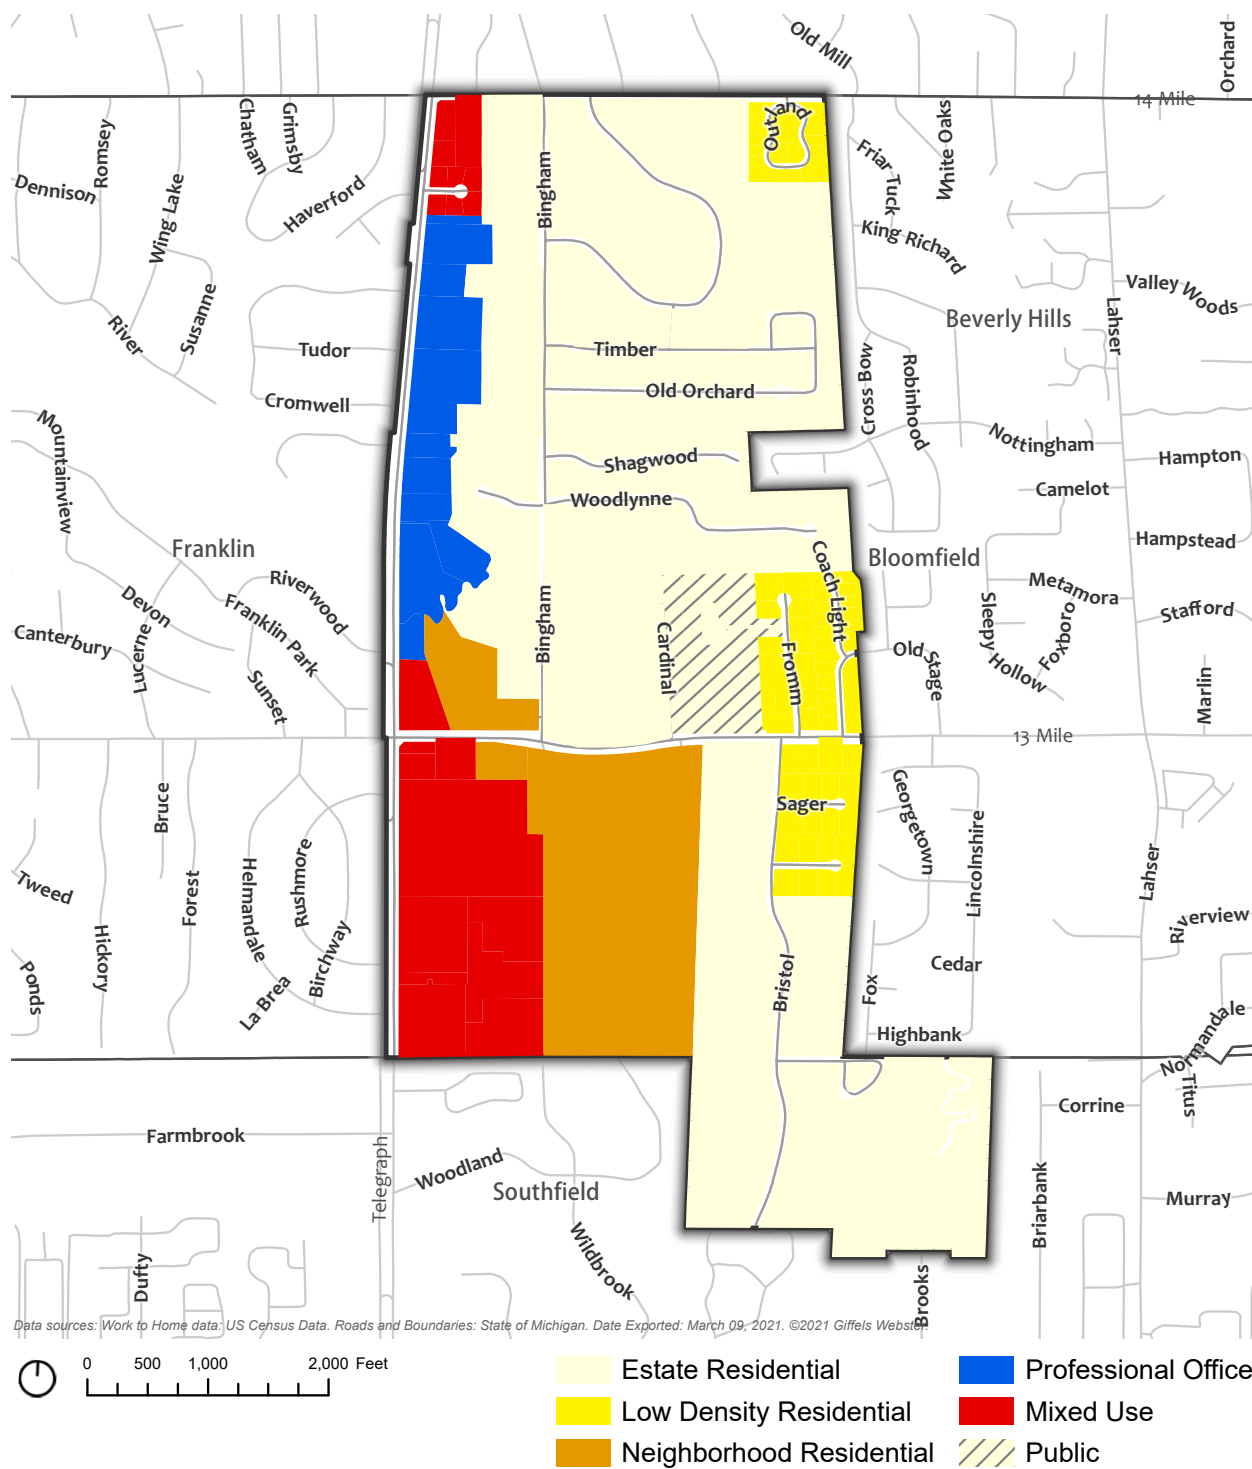 Old Mill
Orchard
14 Mile
Chatham
Grimsby
Romsey
Dennison
Wing Lake
Haverford
Bingham
Outland
Friar Tuck
White Oaks
King Richard
Valley Woods
Susanne
River
Tudor
Cromwell
Timber
Old Orchard
Beverly Hills
Lahser
Cross Bow
Robinhood
Mountainview
Shagwood
Woodlynne
Nottingham
Hampton
Camelot
Hampstead
Franklin
Riverwood
Devon
Franklin Park
Canterbury
Lucerne
Sunset
Bingham
Cardinal
Fromm
Coach Light
Bloomfield
Metamora
Stafford
Sleepy Hollow
Foxboro
Old Stage
Marlin
13 Mile
Sager
Georgetown
Lincolnshire
Bruce
Tweed
Forest
Helmandale
Rushmore
Hickory
Birchway
La Brea
Ponds
Lahser
Riverview
Bristol
Cedar
Fox
Highbank
Normandale
Titus
Corrine
Farmbrook
Telegraph
Woodland
Southfield
Wildbrook
Briarbank
Murray
Dufty
Brooks
Data sources: Work to Home data: US Census Data. Roads and Boundaries: State of Michigan. Date Exported: March 09, 2021. ©2021 Giffels Webster.
0 500 1,000 2,000 Feet
Estate Residential
Low Density Residential
Neighborhood Residential
Professional Office
Mixed Use
Public